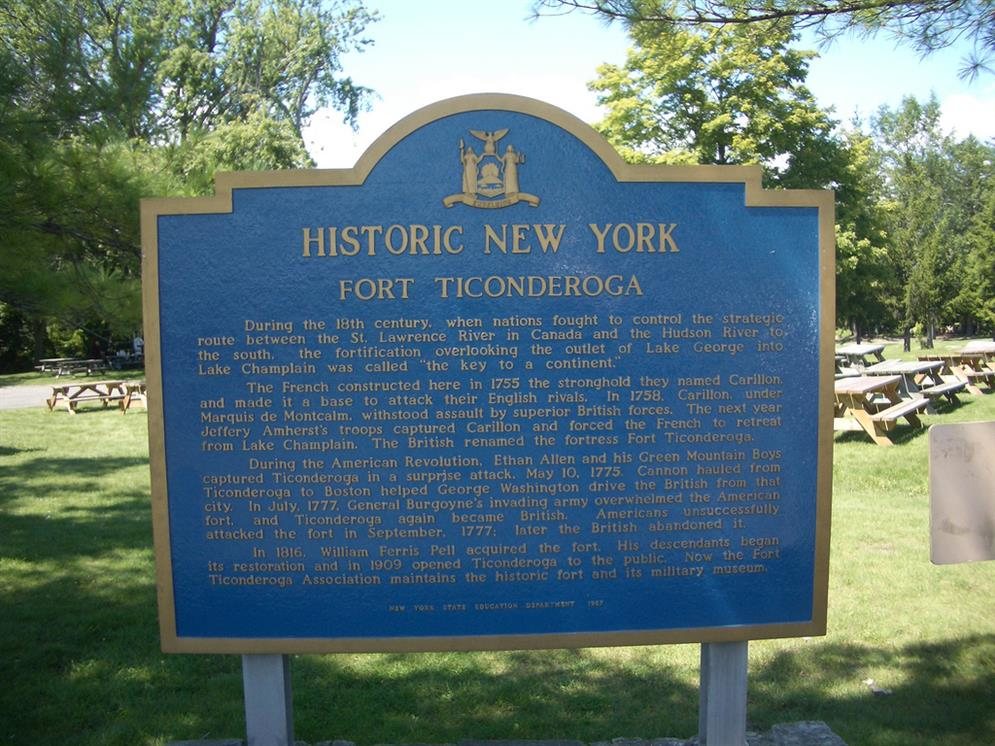 EXCELSIOR
HISTORIC NEW YORK
FORT TICONDEROGA
During the 18th century, when nations fought to control the strategic
route between the St. Lawrence River in Canada and the Hudson River to
the south, the fortification overlooking the outlet of Lake George into
Lake Champlain was called "the key to a continent."
The French constructed here in 1755 the stronghold they named Carillon,
and made it a base to attack their English rivals. In 1758, Carillon, under
Marquis de Montcalm, withstood assault by superior British forces. The next year
Jeffery Amherst's troops captured Carillon and forced the French to retreat
from Lake Champlain. The British renamed the fortress Fort Ticonderoga.
During the American Revolution, Ethan Allen and his Green Mountain Boys
captured Ticonderoga in a surprise attack, May 10, 1775. Cannon hauled from
Ticonderoga to Boston helped George Washington drive the British from that
city. In July, 1777, General Burgoyne's invading army overwhelmed the American
fort, and Ticonderoga again became British. Americans unsuccessfully
attacked the fort in September, 1777; later the British abandoned it.
In 1816, William Ferris Pell acquired the fort. His descendants began
its restoration and in 1909 opened Ticonderoga to the public. Now the Fort
Ticonderoga Association maintains the historic fort and its military museum.
NEW YORK STATE EDUCATION DEPARTMENT 1967